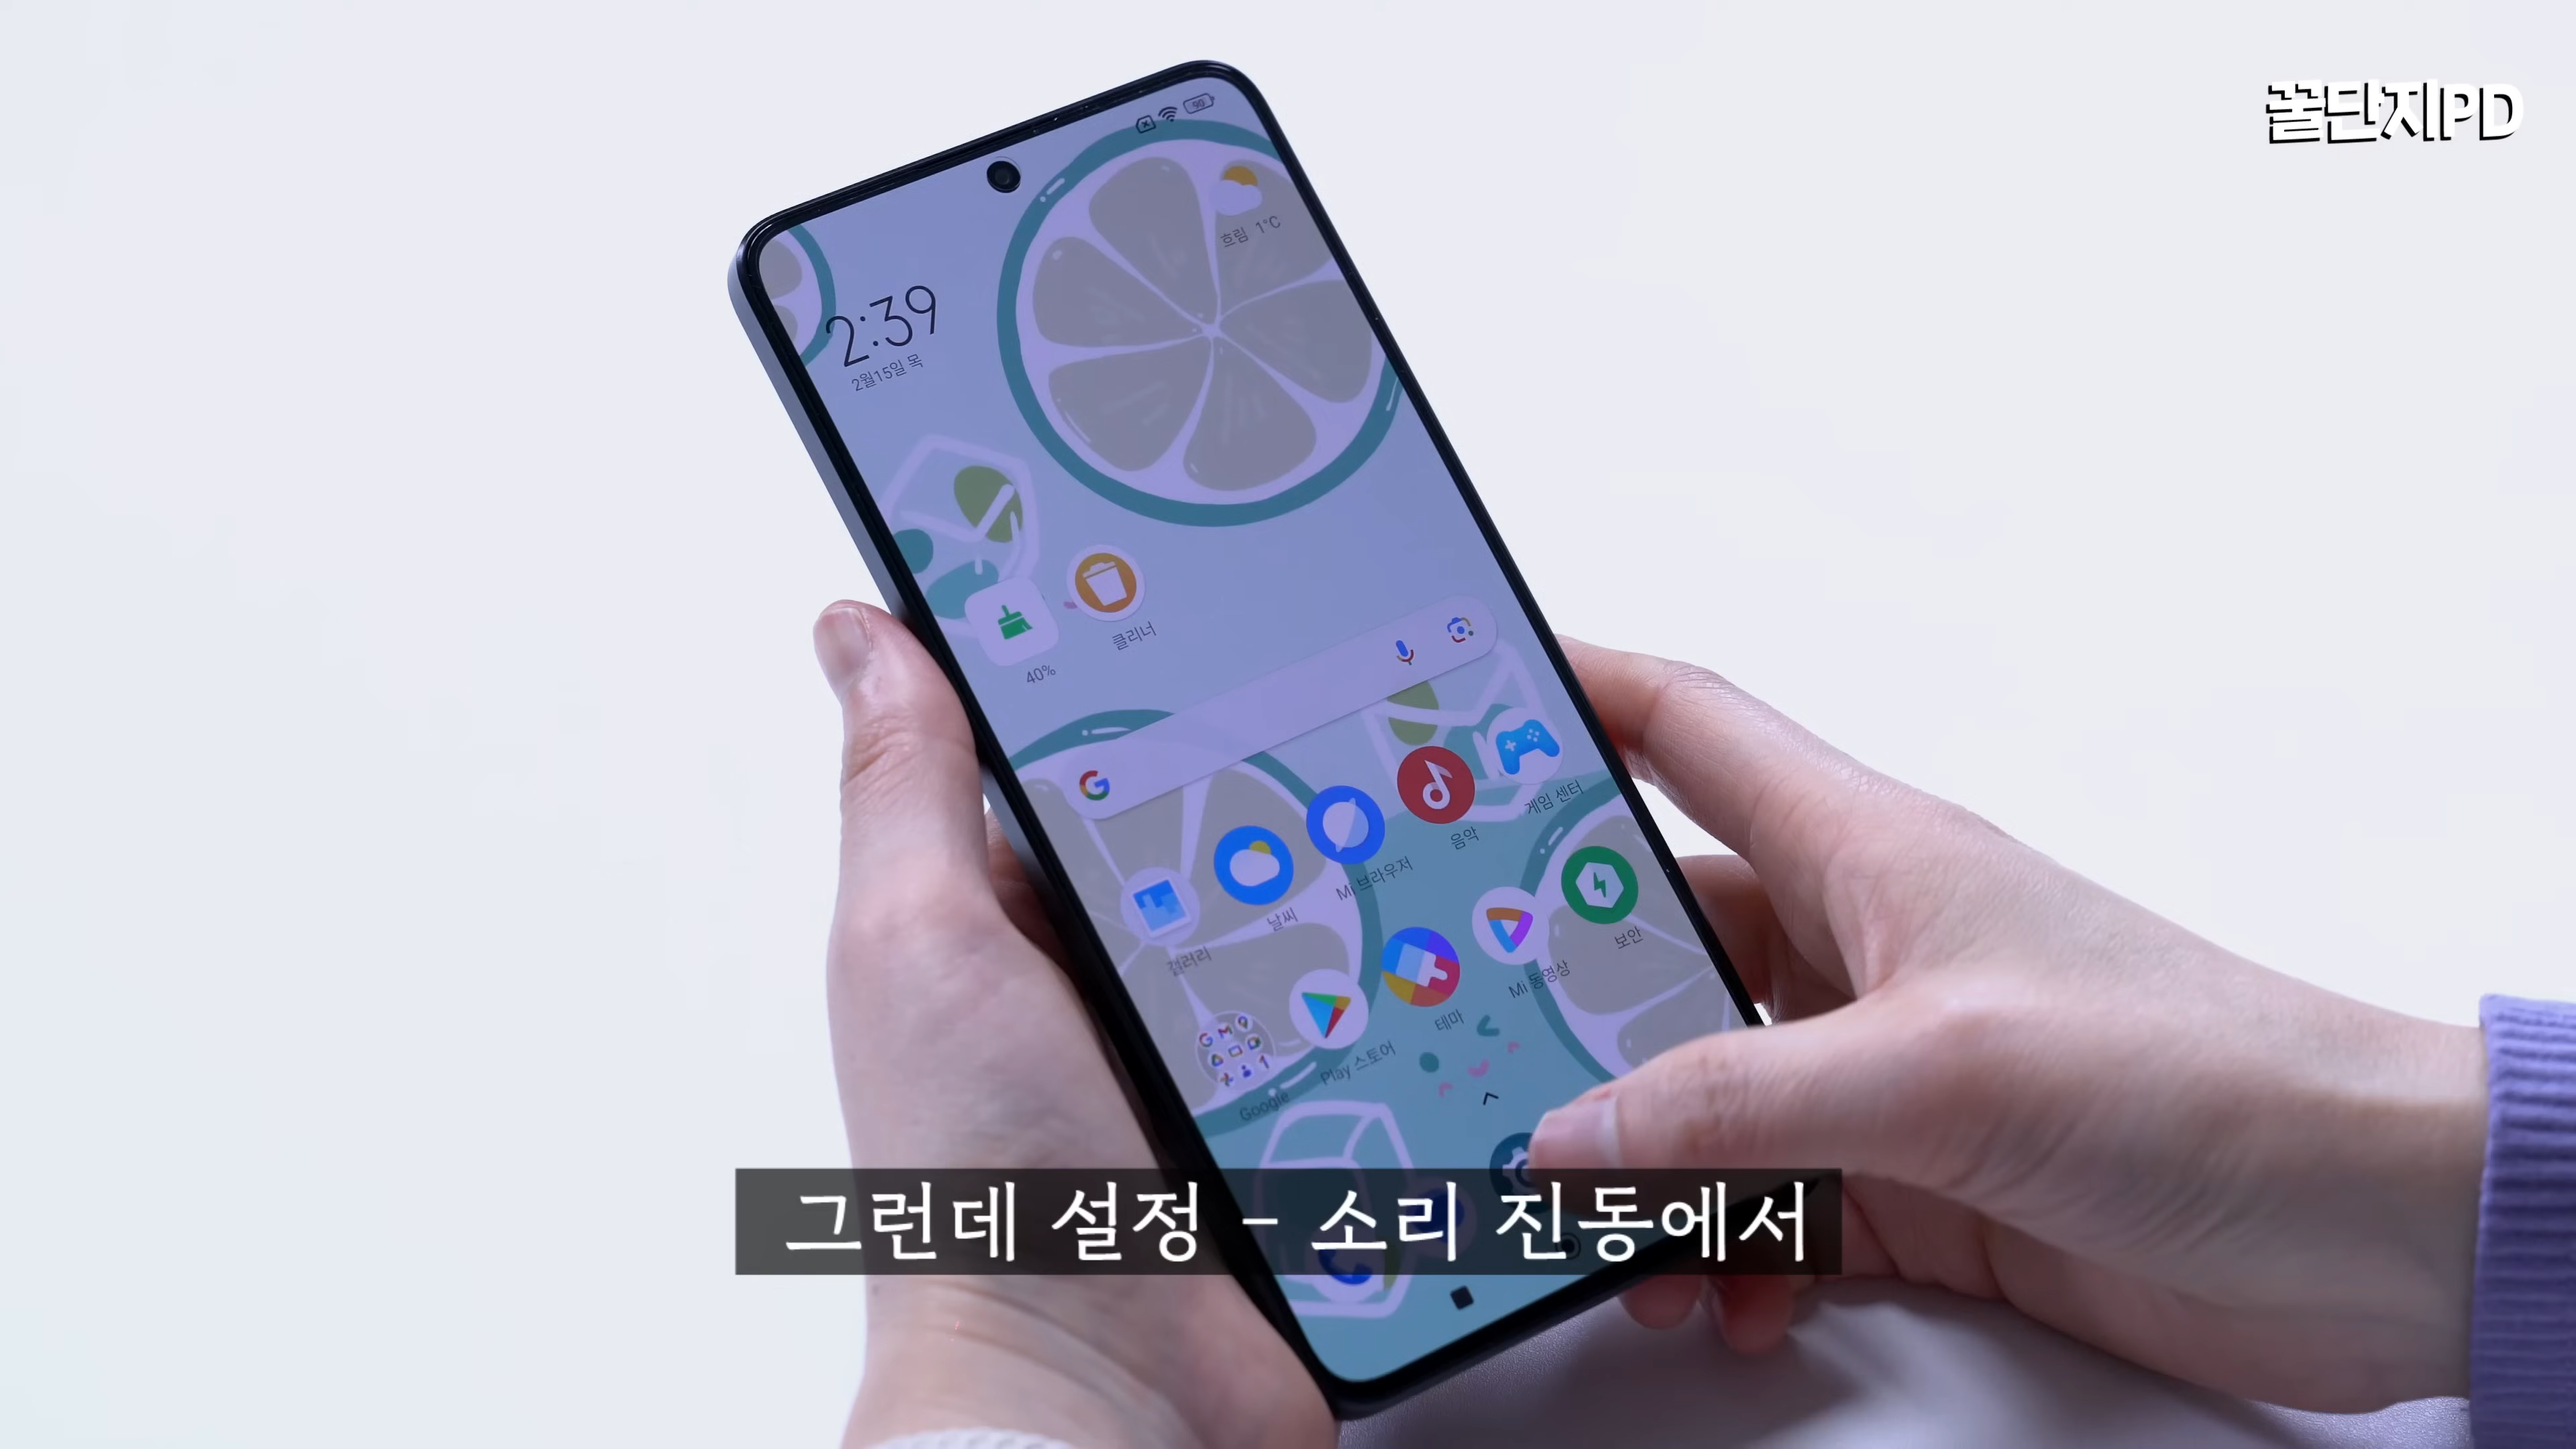 꿀단지PD
90
흐림 1°C
2:39
2월15일 목
클리너
40%
게임 센터
음악
Mi 브라우저
날씨
갤러리
보안
Mi 동영상
테마
Play 스토어
Google
그런데 설정 - 소리 진동에서